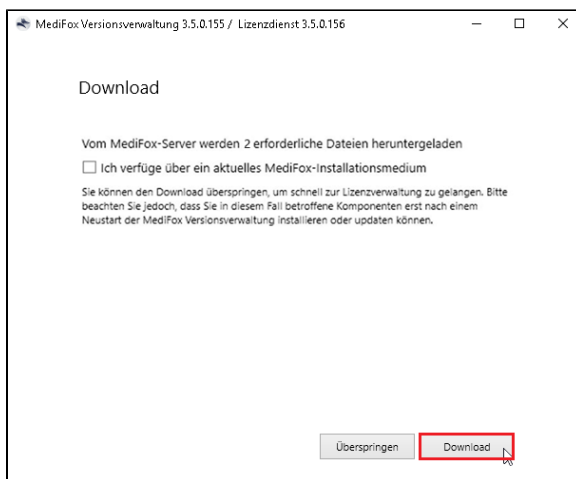 MediFox Versionsverwaltung 3.5.0.155 / Lizenzdienst 3.5.0.156
Download
Vom MediFox-Server werden 2 erforderliche Dateien heruntergeladen
Ich verfüge über ein aktuelles MediFox-Installationsmedium
Sie können den Download überspringen, um schnell zur Lizenzverwaltung zu gelangen. Bitte
beachten Sie jedoch, dass Sie in diesem Fall betroffene Komponenten erst nach einem
Neustart der MediFox Versionsverwaltung installieren oder updaten können.
Überspringen
Download